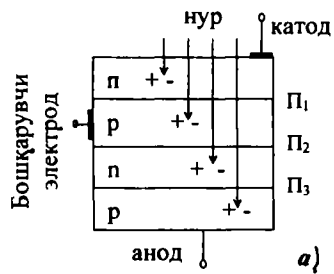 нур
катод
п
+ -
П₁
р
+ -
П₂
n
+ -
П₃
р
+ -
Бошқарувчи
электрод
анод
а)